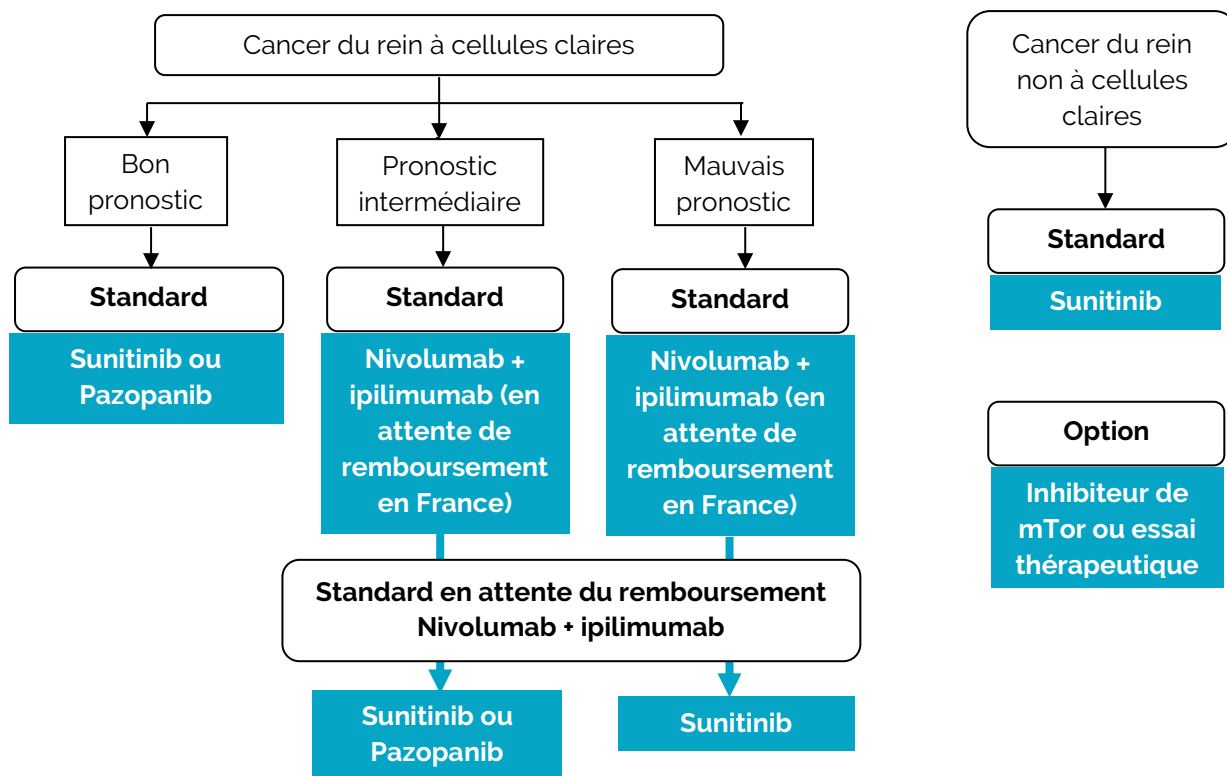 Cancer du rein à cellules claires
Bon
pronostic
Pronostic
intermédiaire
Mauvais
pronostic
Standard
Sunitinib ou
Pazopanib
Standard
Nivolumab +
ipilimumab (en
attente de
remboursement
en France)
Standard
Nivolumab +
ipilimumab (en
attente de
remboursement
en France)
Standard en attente du remboursement
Nivolumab + ipilimumab
Sunitinib ou
Pazopanib
Sunitinib
Cancer du rein
non à cellules
claires
Standard
Sunitinib
Option
Inhibiteur de
mTor ou essai
thérapeutique